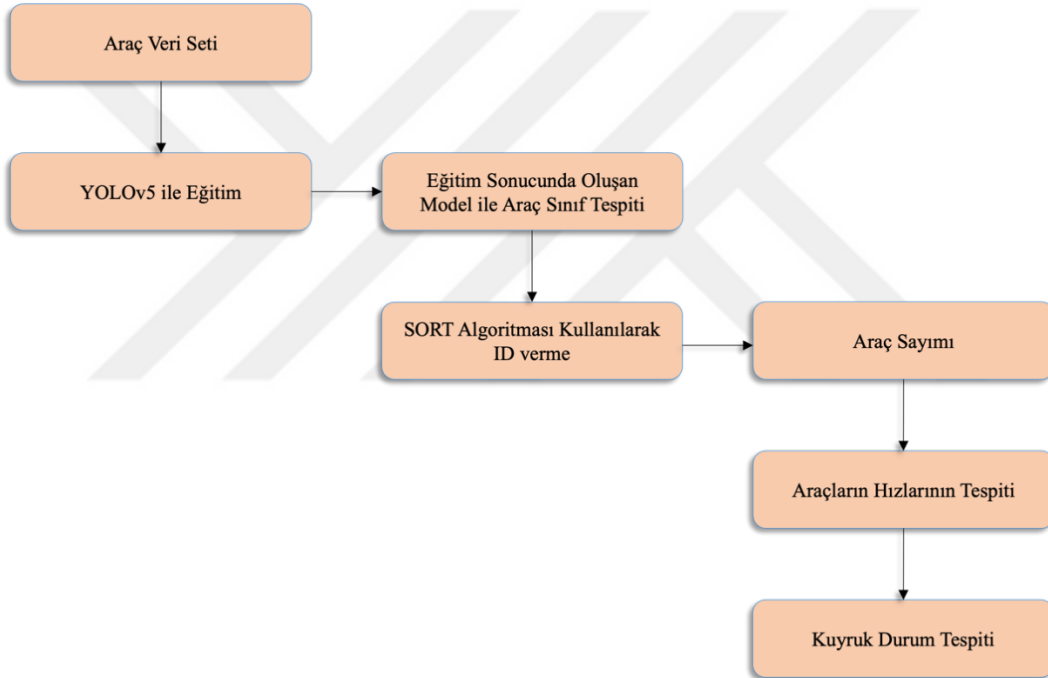 Araç Veri Seti
YOLOv5 ile Eğitim
Eğitim Sonucunda Oluşan
Model ile Araç Sınıf Tespiti
SORT Algoritması Kullanılarak
ID verme
Araç Sayımı
Araçların Hızlarının Tespiti
Kuyruk Durum Tespiti